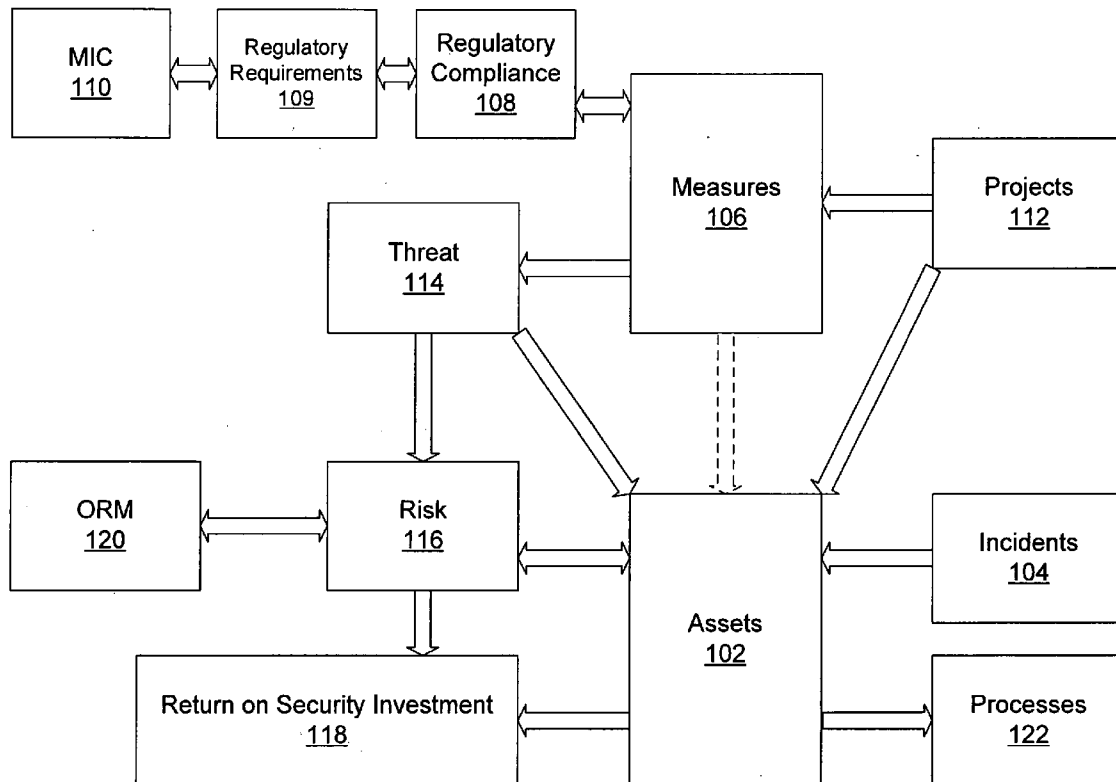 MIC
110
Regulatory
Requirements
109
Regulatory
Compliance
108
Measures
106
Projects
112
Threat
114
ORM
120
Risk
116
Assets
102
Incidents
104
Return on Security Investment
118
Processes
122